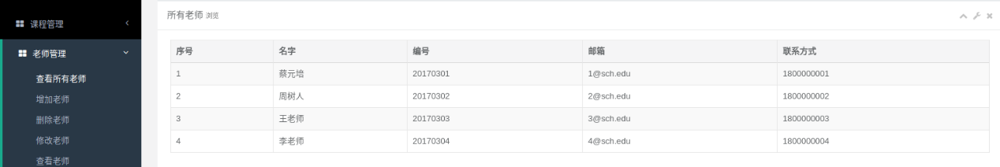 课程管理
老师管理
查看所有老师
增加老师
删除老师
修改老师
查看老师
所有老师 浏览
序号 名字 编号 邮箱 联系方式
1 蔡元培 20170301 1@sch.edu 1800000001
2 周树人 20170302 2@sch.edu 1800000002
3 王老师 20170303 3@sch.edu 1800000003
4 李老师 20170304 4@sch.edu 1800000004